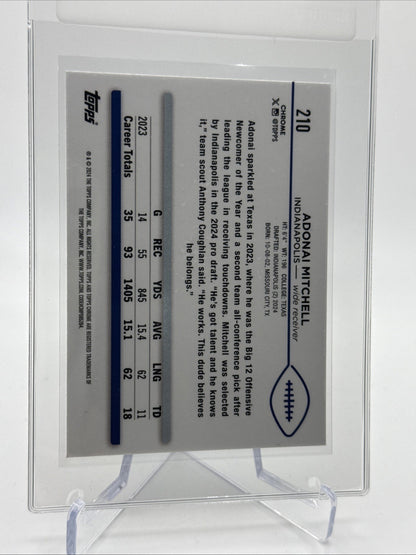 210
CHROME
@TOPPS
ADONAI MITCHELL
INDIANAPOLIS — wide receiver
HT: 6'4" WT: 196 COLLEGE: TEXAS
DRAFTED: INDIANAPOLIS (2) 2024
BORN: 10-08-02, MISSOURI CITY, TX
Adonai sparkled at Texas in 2023, where he was the Big 12 Offensive
Newcomer of the Year and a second team all-conference pick after
leading the league in receiving touchdowns. Mitchell was selected
by Indianapolis in the 2024 pro draft. "He's got talent and he knows
it," team scout Anthony Coughlan said. "He works. This dude believes
he belongs."
G REC YDS AVG LNG TD
2023 14 55 845 15.4 62 11
Career Totals 35 93 1405 15.1 62 18
topps
® & © 2024 THE TOPPS COMPANY, INC. ALL RIGHTS RESERVED. TOPPS AND TOPPS CHROME ARE REGISTERED TRADEMARKS OF
THE TOPPS COMPANY, INC. WWW.TOPPS.COM.